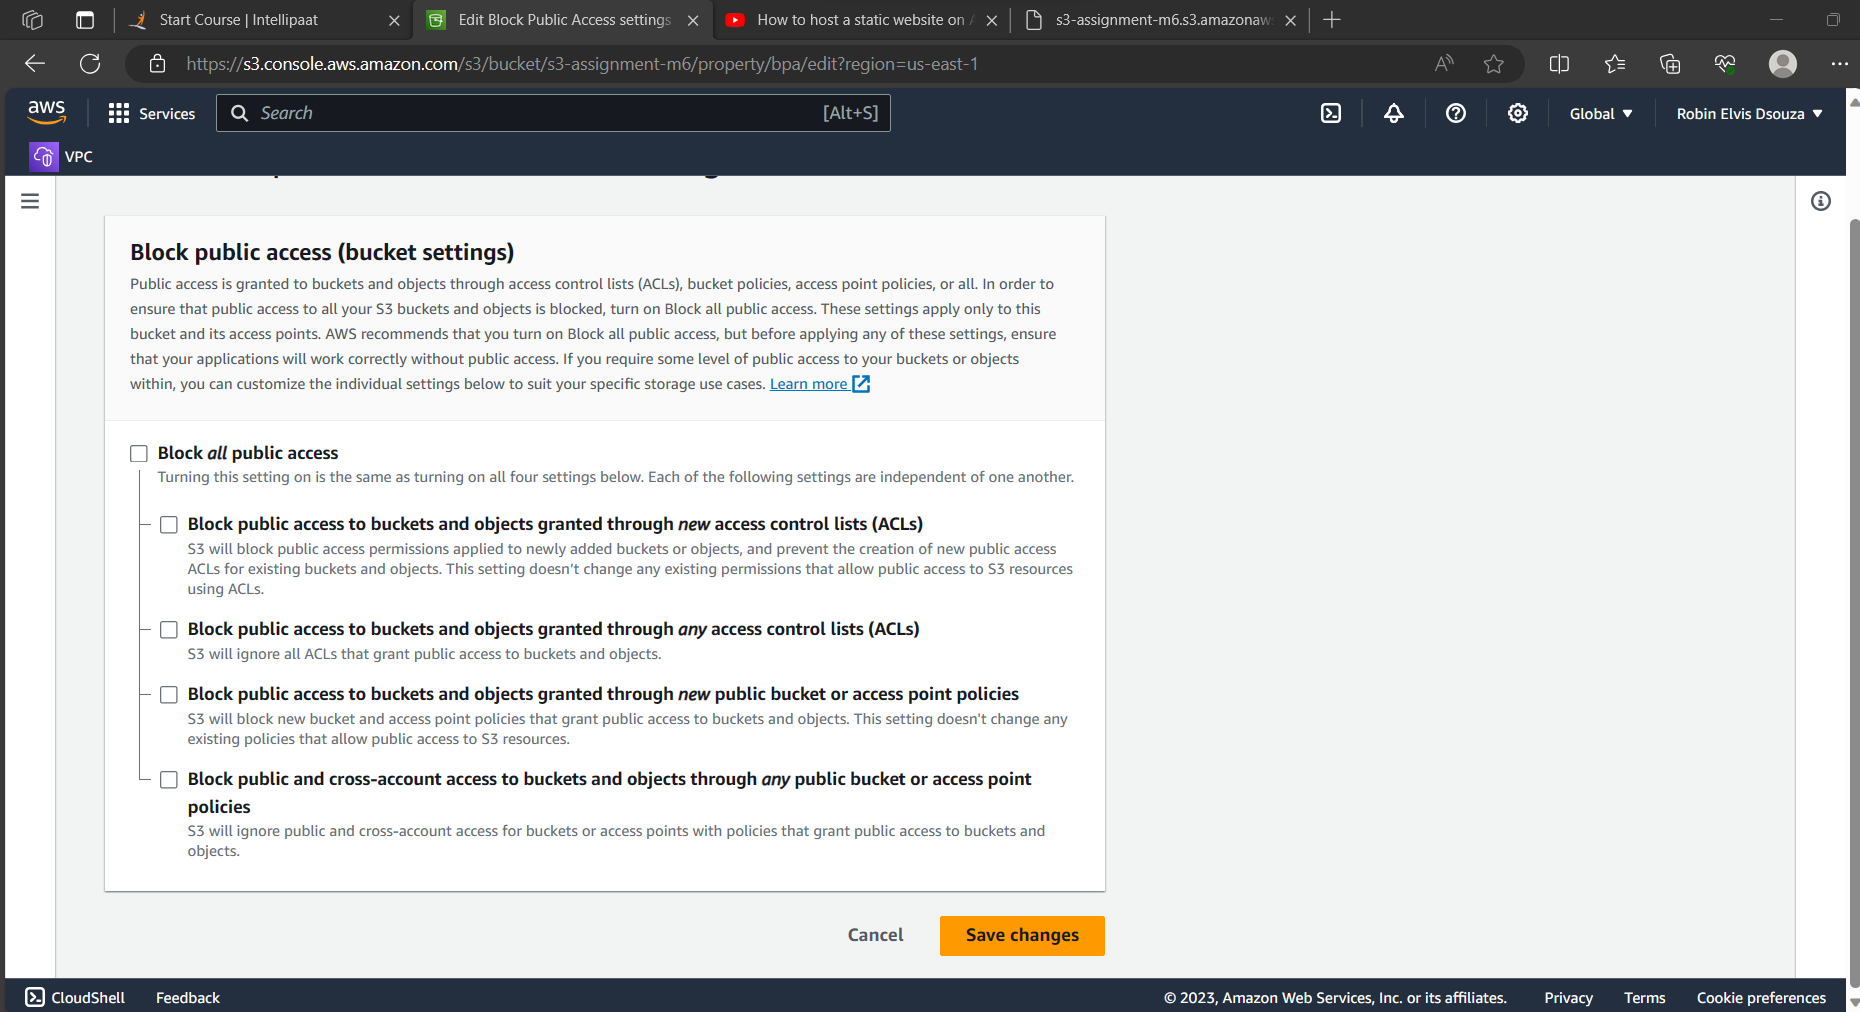 Start Course | Intellipaat
Edit Block Public Access settings
How to host a static website on A
s3-assignment-m6.s3.amazonaws
https://s3.console.aws.amazon.com/s3/bucket/s3-assignment-m6/property/bpa/edit?region=us-east-1
aws
Services
Search
[Alt+S]
Global
Robin Elvis Dsouza
VPC
Block public access (bucket settings)
Public access is granted to buckets and objects through access control lists (ACLs), bucket policies, access point policies, or all. In order to
ensure that public access to all your S3 buckets and objects is blocked, turn on Block all public access. These settings apply only to this
bucket and its access points. AWS recommends that you turn on Block all public access, but before applying any of these settings, ensure
that your applications will work correctly without public access. If you require some level of public access to your buckets or objects
within, you can customize the individual settings below to suit your specific storage use cases. Learn more
Block all public access
Turning this setting on is the same as turning on all four settings below. Each of the following settings are independent of one another.
Block public access to buckets and objects granted through new access control lists (ACLs)
S3 will block public access permissions applied to newly added buckets or objects, and prevent the creation of new public access
ACLs for existing buckets and objects. This setting doesn't change any existing permissions that allow public access to S3 resources
using ACLs.
Block public access to buckets and objects granted through any access control lists (ACLs)
S3 will ignore all ACLs that grant public access to buckets and objects.
Block public access to buckets and objects granted through new public bucket or access point policies
S3 will block new bucket and access point policies that grant public access to buckets and objects. This setting doesn't change any
existing policies that allow public access to S3 resources.
Block public and cross-account access to buckets and objects through any public bucket or access point
policies
S3 will ignore public and cross-account access for buckets or access points with policies that grant public access to buckets and
objects.
Cancel
Save changes
CloudShell
Feedback
© 2023, Amazon Web Services, Inc. or its affiliates.
Privacy
Terms
Cookie preferences